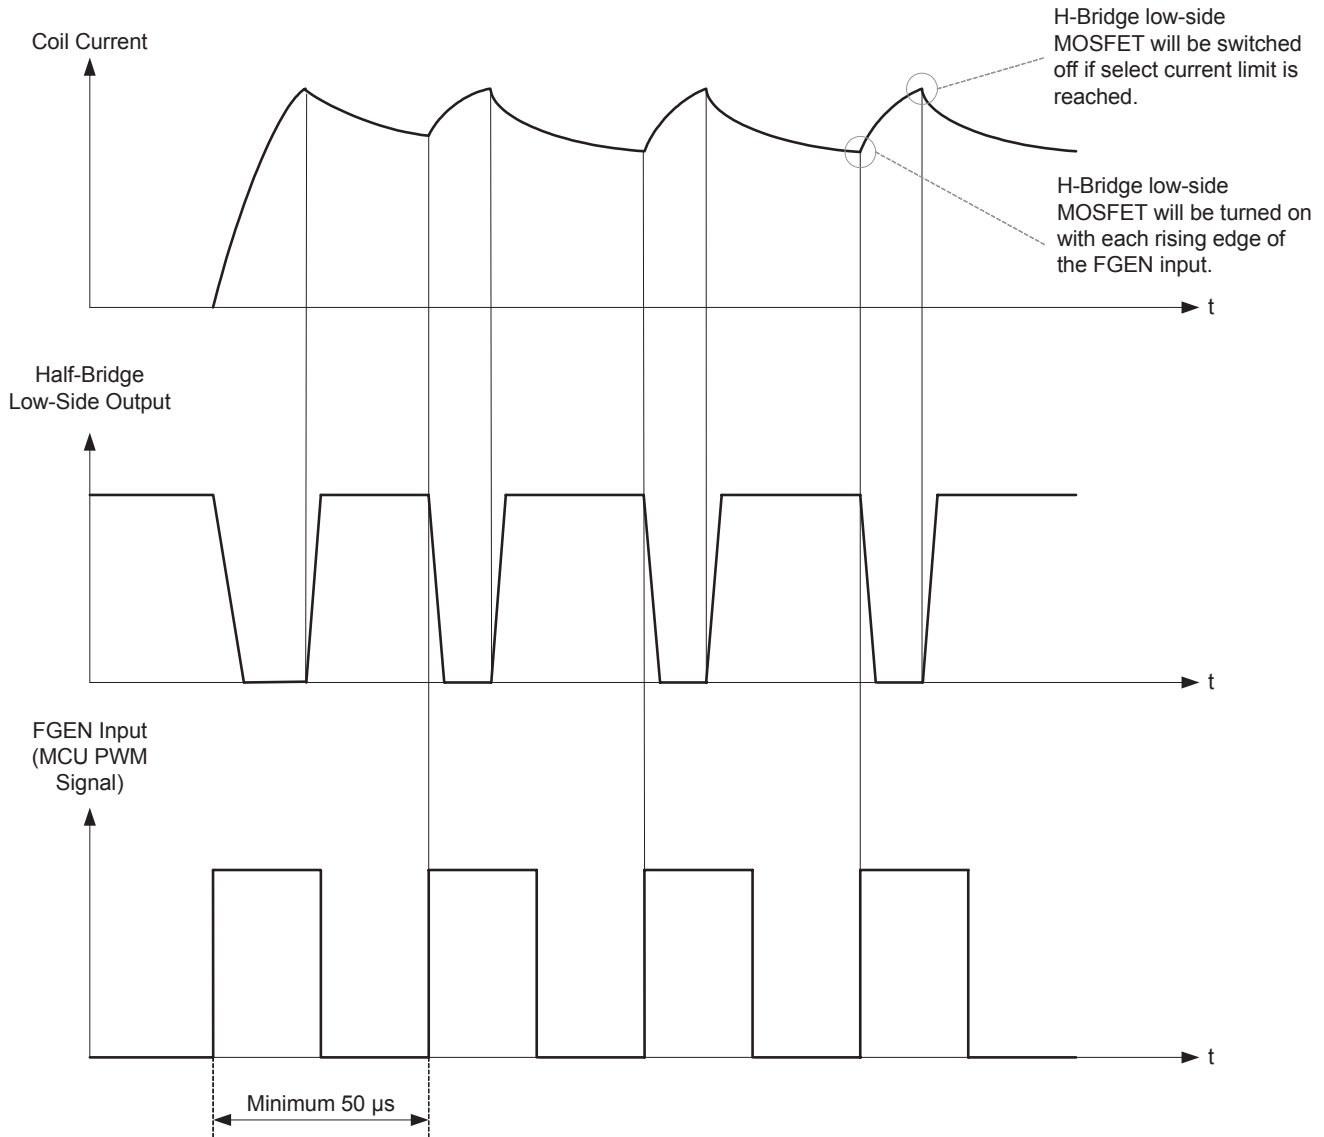 Coil Current
H-Bridge low-side
MOSFET will be switched
off if select current limit is
reached.
H-Bridge low-side
MOSFET will be turned on
with each rising edge of
the FGEN input.
t
Half-Bridge
Low-Side Output
t
FGEN Input
(MCU PWM
Signal)
t
Minimum 50 µs